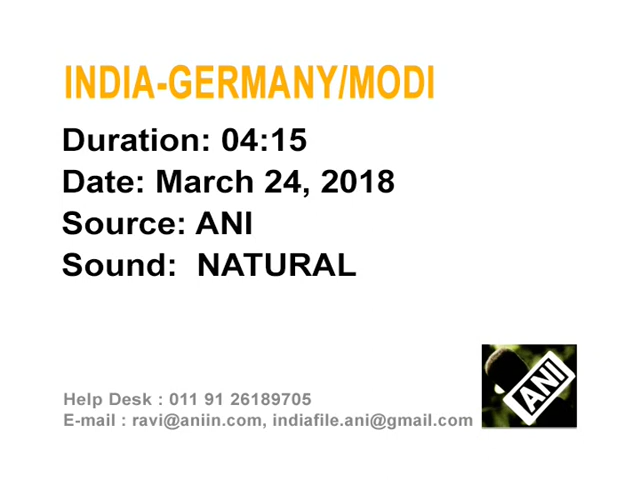 INDIA-GERMANY/MODI
Duration: 04:15
Date: March 24, 2018
Source: ANI
Sound:  NATURAL
Help Desk : 011 91 26189705
E-mail : ravi@aniin.com, indiafile.ani@gmail.com
ANI